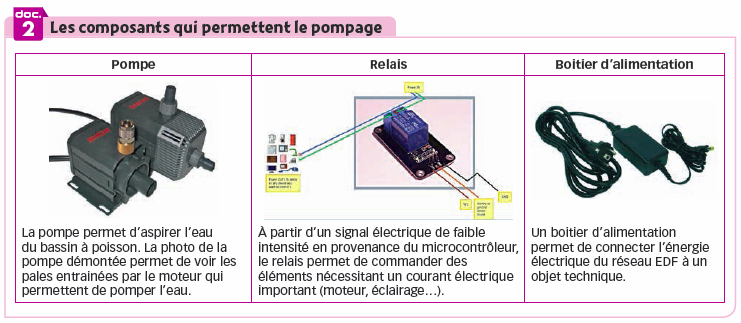 doc.
2
Les composants qui permettent le pompage
Pompe
Relais
Boitier d'alimentation
La pompe permet d'aspirer l'eau
du bassin à poisson. La photo de la
pompe démontée permet de voir les
pales entrainées par le moteur qui
permettent de pomper l'eau.
À partir d'un signal électrique de faible
intensité en provenance du microcontrôleur,
le relais permet de commander des
éléments nécessitant un courant électrique
important (moteur, éclairage…).
Un boitier d'alimentation
permet de connecter l'énergie
électrique du réseau EDF à un
objet technique.